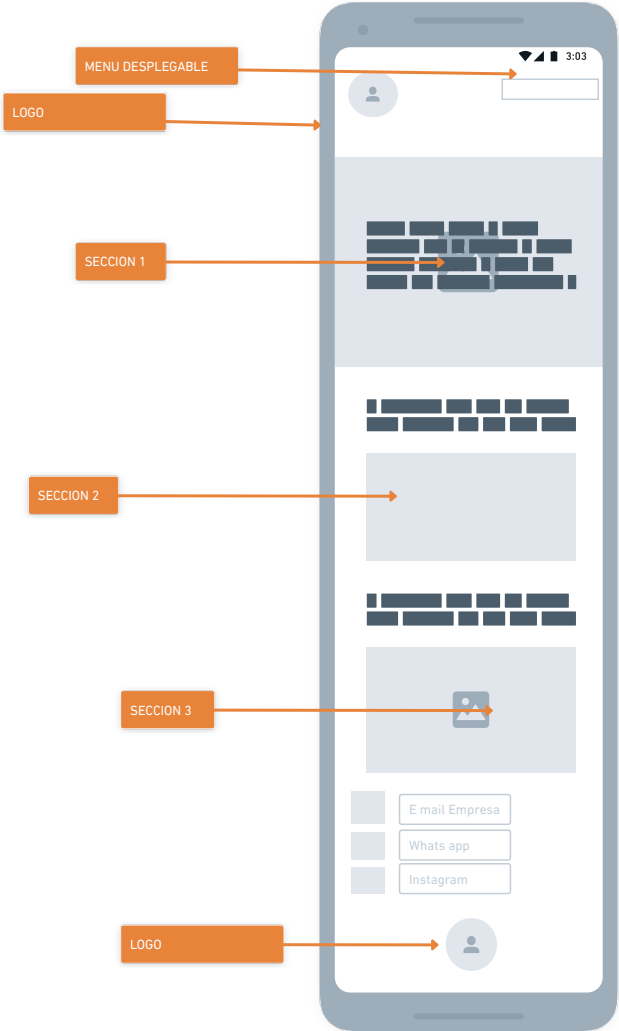 3:03
MENU DESPLEGABLE
LOGO
SECCION 1
SECCION 2
SECCION 3
E mail Empresa
Whats app
Instagram
LOGO